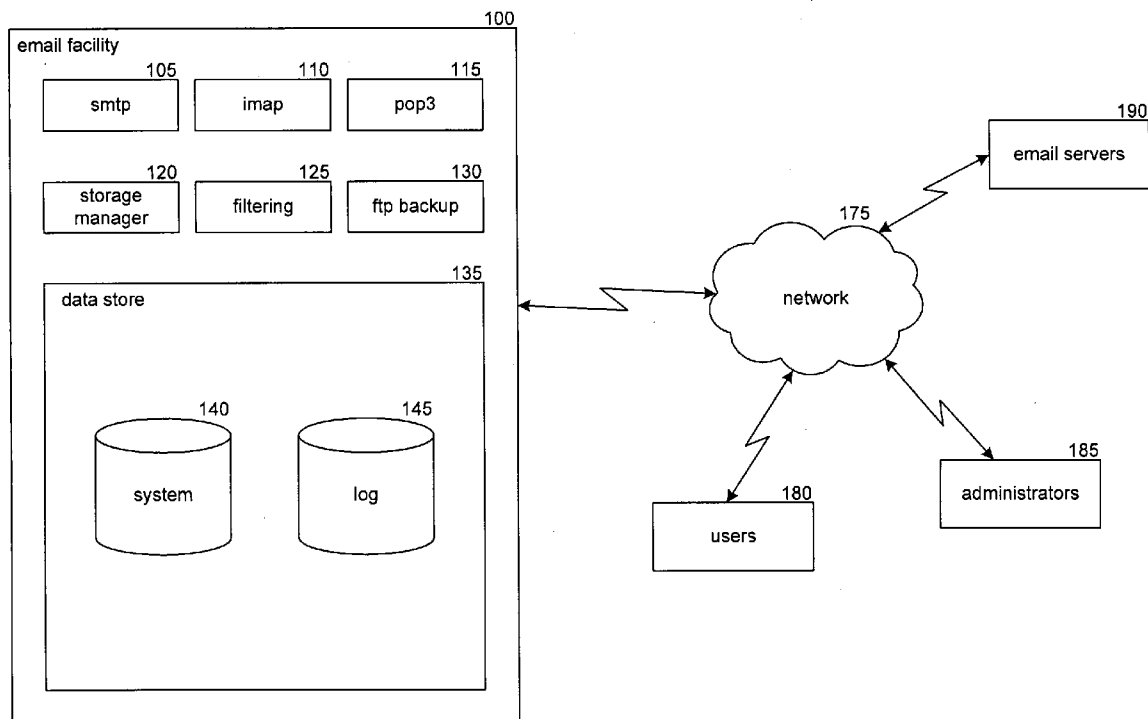 100
email facility
105
smtp
110
imap
115
pop3
120
storage
manager
125
filtering
130
ftp backup
135
data store
140
system
145
log
175
network
190
email servers
185
administrators
180
users